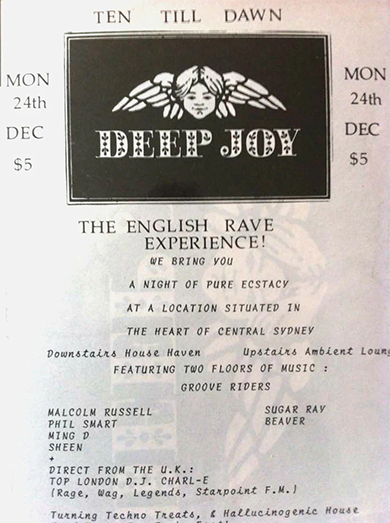 TEN TILL DAWN
MON
24th
DEC
$5
DEEP JOY
MON
24th
DEC
$5
THE ENGLISH RAVE
EXPERIENCE!
WE BRING YOU
A NIGHT OF PURE ECSTACY
AT A LOCATION SITUATED IN
THE HEART OF CENTRAL SYDNEY
Downstairs House Haven Upstairs Ambient Loung
FEATURING TWO FLOORS OF MUSIC :
GROOVE RIDERS
MALCOLM RUSSELL SUGAR RAY
PHIL SMART BEAVER
MING D
SHEEN
+
DIRECT FROM THE U.K.:
TOP LONDON D.J. CHARL-E
(Rage, Wag, Legends, Starpoint F.M.)
Turning Techno Treats, & Hallucinogenic House